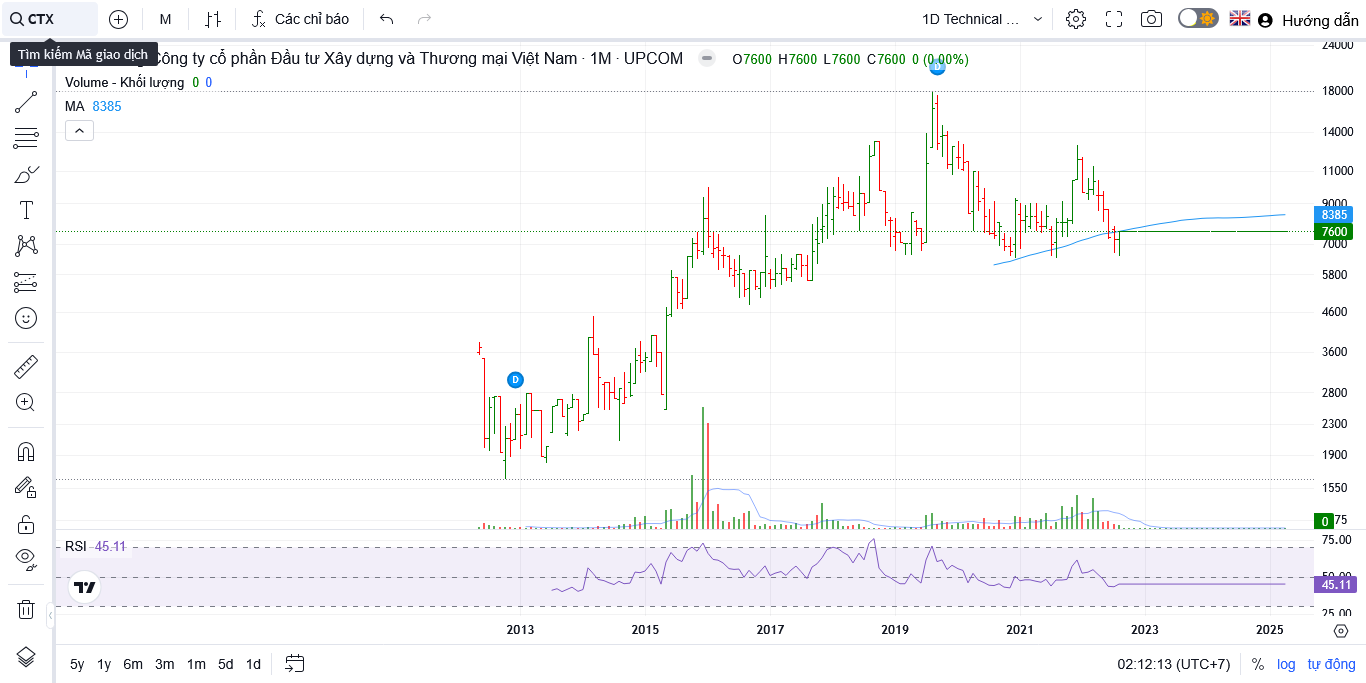 CTX
M
Các chỉ báo
1D Technical ...
Hướng dẫn
Tìm kiếm Mã giao dịch
Công ty cổ phần Đầu tư Xây dựng và Thương mại Việt Nam · 1M · UPCOM
O7600 H7600 L7600 C7600 0 (0.00%)
D
Volume - Khối lượng 0 0
MA 8385
D
24000
18000
14000
11000
9000
8385
7600
7000
5800
4600
3600
2800
2300
1900
1550
0
75
RSI 45.11
75.00
50.00
45.11
25.00
2013
2015
2017
2019
2021
2023
2025
5y 1y 6m 3m 1m 5d 1d
02:12:13 (UTC+7)
% log tự động